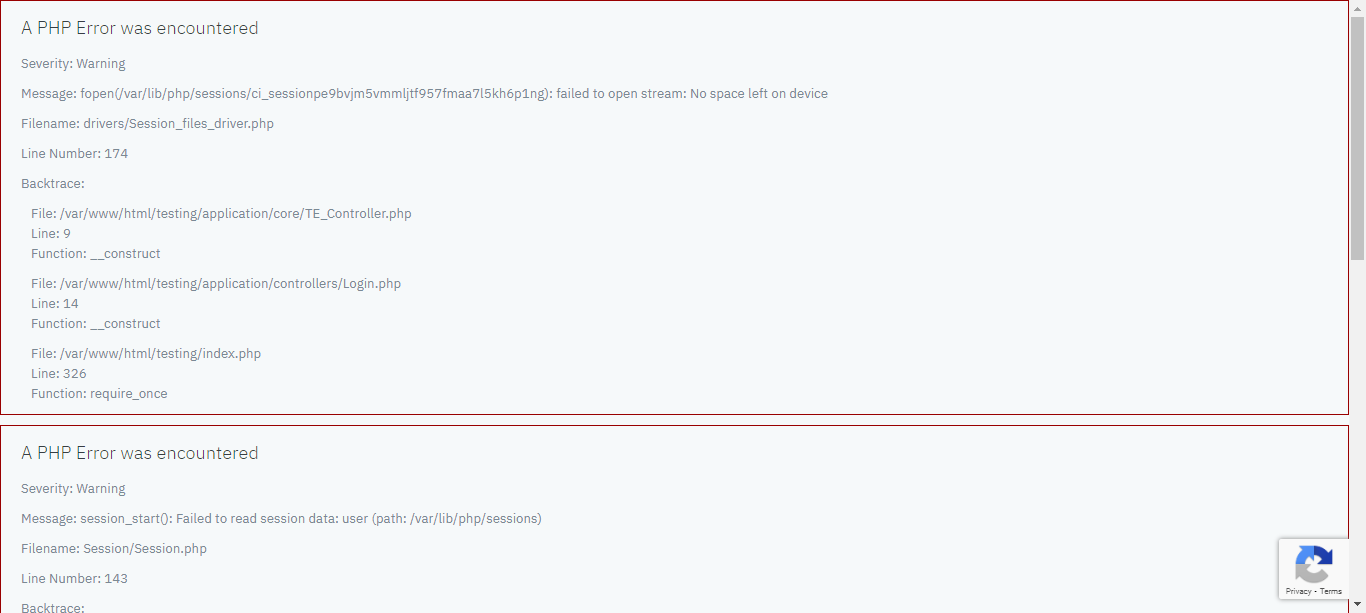 A PHP Error was encountered
Severity: Warning
Message: fopen(/var/lib/php/sessions/ci_sessionpe9bvjm5vmmljtf957fmaa7l5kh6p1ng): failed to open stream: No space left on device
Filename: drivers/Session_files_driver.php
Line Number: 174
Backtrace:
File: /var/www/html/testing/application/core/TE_Controller.php
Line: 9
Function: __construct
File: /var/www/html/testing/application/controllers/Login.php
Line: 14
Function: __construct
File: /var/www/html/testing/index.php
Line: 326
Function: require_once
A PHP Error was encountered
Severity: Warning
Message: session_start(): Failed to read session data: user (path: /var/lib/php/sessions)
Filename: Session/Session.php
Line Number: 143
Backtrace:
Privacy - Terms